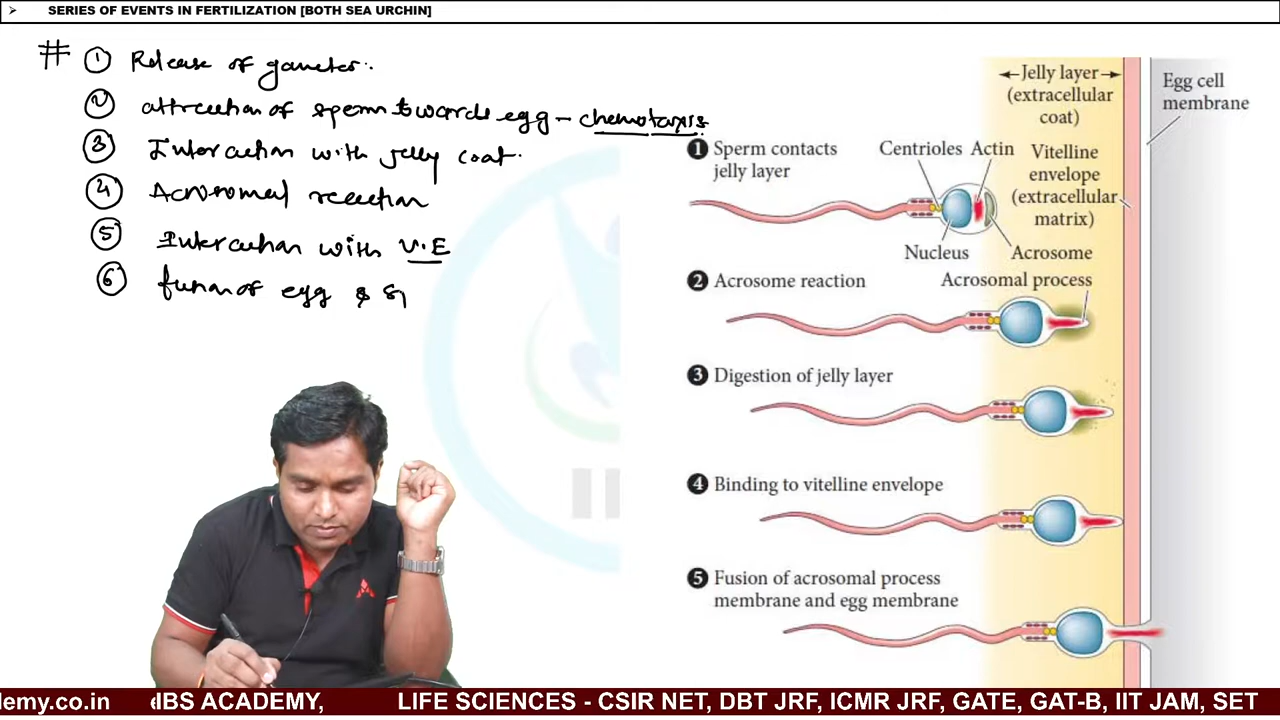 SERIES OF EVENTS IN FERTILIZATION [BOTH SEA URCHIN]
# ① Release of gametes.
② attraction of sperm towards egg – chemotaxis
③ Interaction with jelly coat.
④ Acrosomal reaction
⑤ Interaction with V.E
⑥ fusion of egg & s
Jelly layer
(extracellular
coat)
Egg cell
membrane
Vitelline
envelope
(extracellular
matrix)
1 Sperm contacts
jelly layer
Centrioles Actin
Nucleus Acrosome
2 Acrosome reaction
Acrosomal process
3 Digestion of jelly layer
4 Binding to vitelline envelope
5 Fusion of acrosomal process
membrane and egg membrane
demy.co.in dBS ACADEMY, LIFE SCIENCES - CSIR NET, DBT JRF, ICMR JRF, GATE, GAT-B, IIT JAM, SET